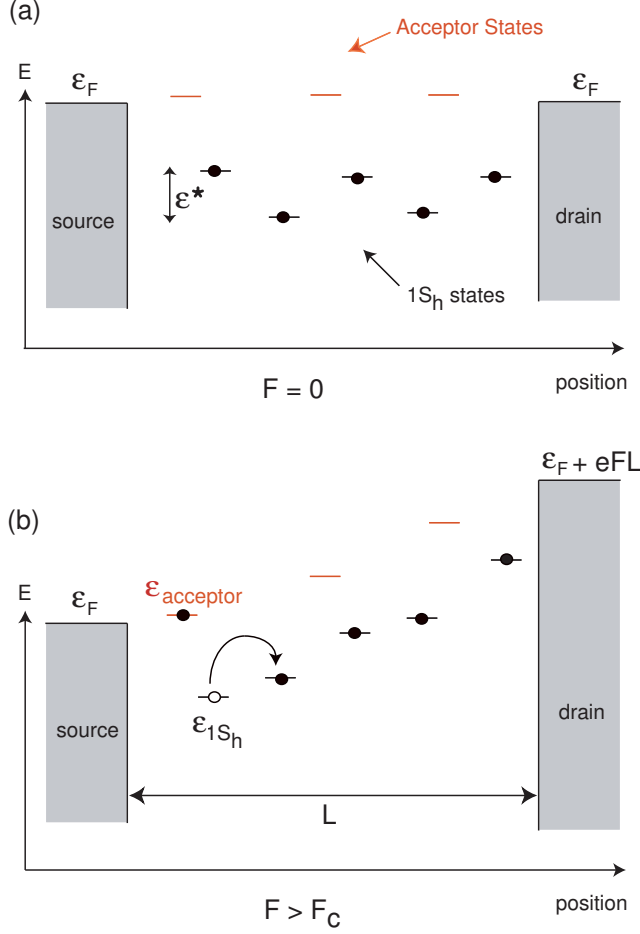 (a)
Acceptor States
E
εF
εF
ε*
source
drain
1Sh states
position
F = 0
εF + eFL
(b)
E
εF
εacceptor
ε1Sh
source
drain
L
position
F > Fc